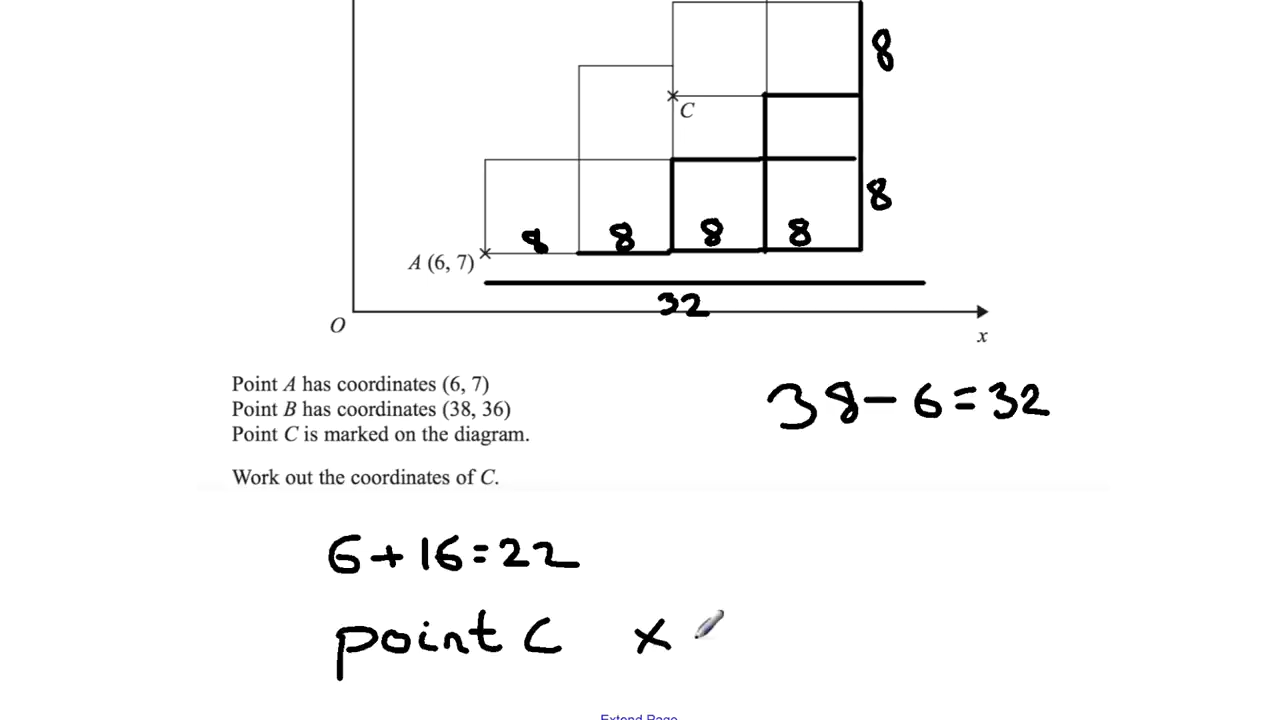 8
C
8
8 8 8 8
A (6, 7)
32
O
x
Point A has coordinates (6, 7)
Point B has coordinates (38, 36)
Point C is marked on the diagram.
38-6=32
Work out the coordinates of C.
6+16=22
point C x
Extend Page